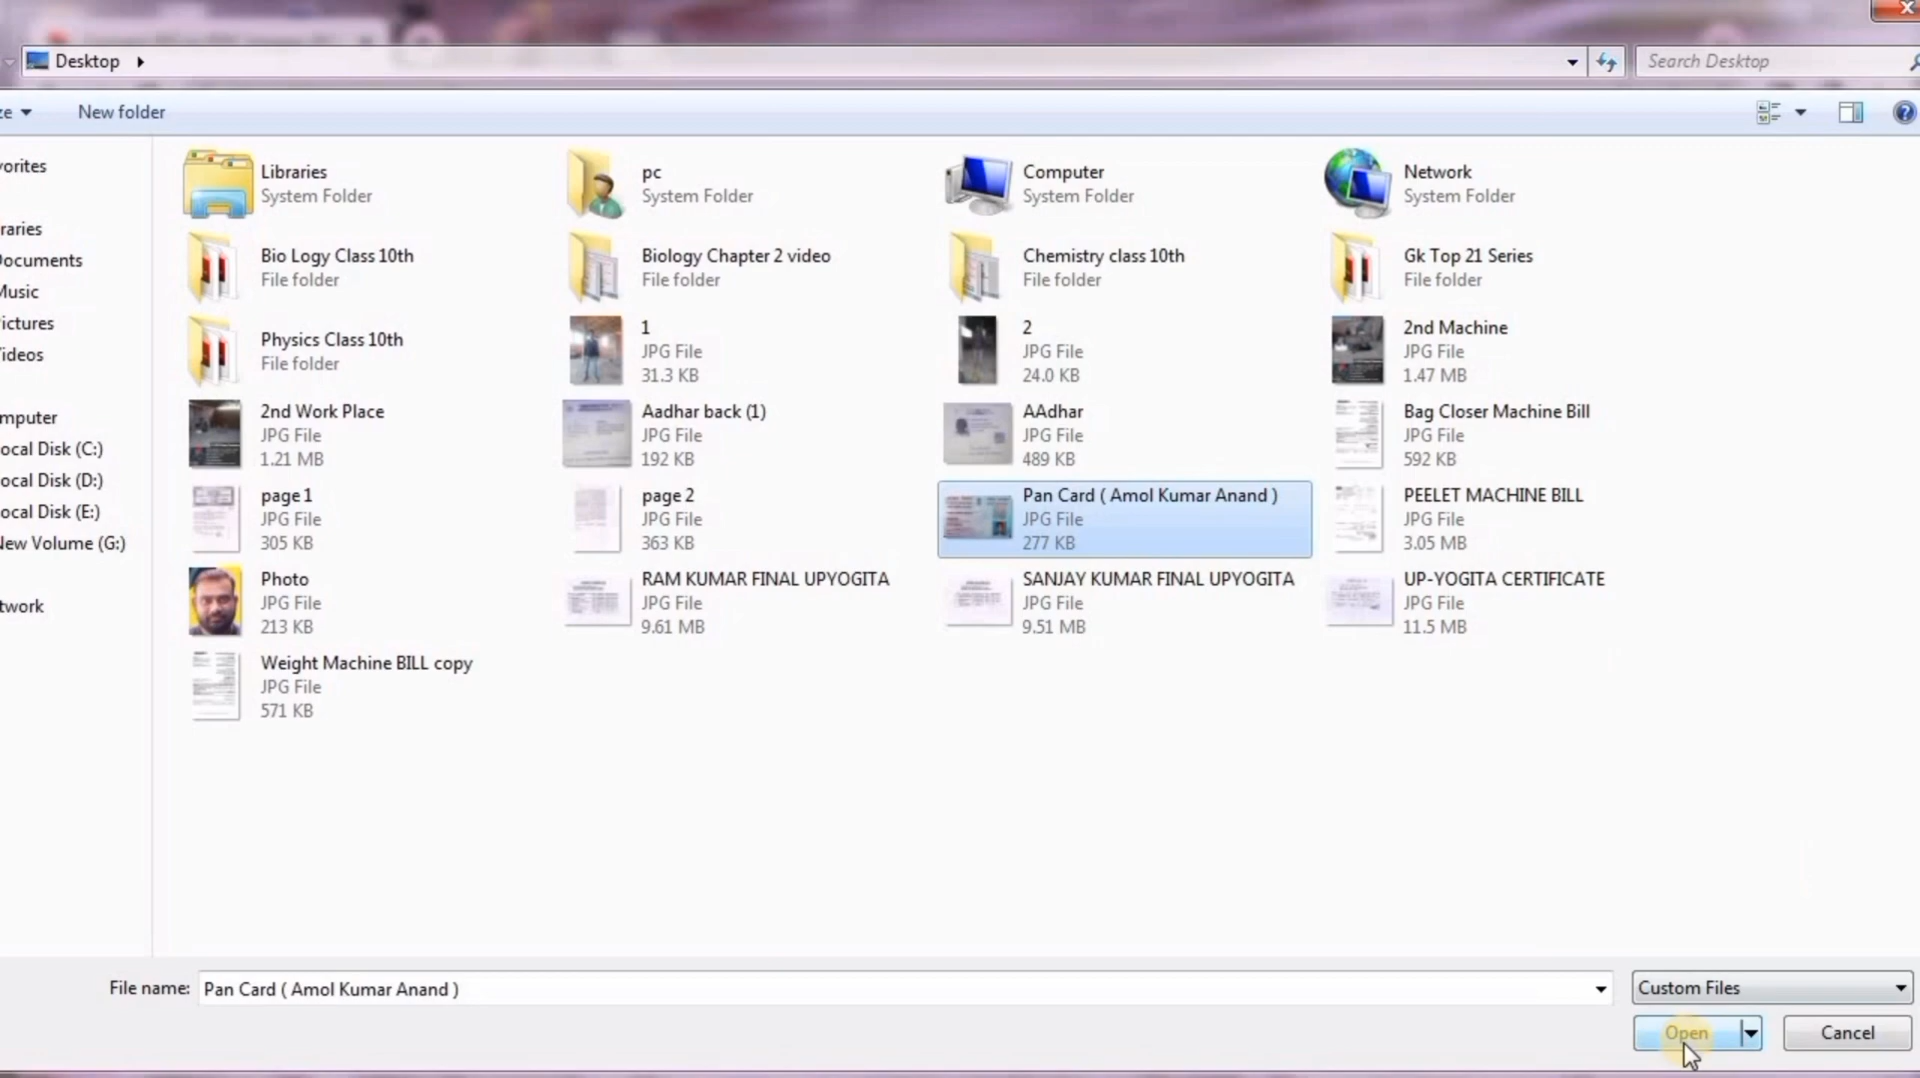 Desktop
Search Desktop
ze
New folder
vorites
raries
Documents
Music
ictures
ideos
mputer
ocal Disk (C:)
ocal Disk (D:)
ocal Disk (E:)
New Volume (G:)
twork
Libraries
System Folder
pc
System Folder
Computer
System Folder
Network
System Folder
Bio Logy Class 10th
File folder
Biology Chapter 2 video
File folder
Chemistry class 10th
File folder
Gk Top 21 Series
File folder
Physics Class 10th
File folder
1
JPG File
31.3 KB
2
JPG File
24.0 KB
2nd Machine
JPG File
1.47 MB
2nd Work Place
JPG File
1.21 MB
Aadhar back (1)
JPG File
192 KB
AAdhar
JPG File
489 KB
Bag Closer Machine Bill
JPG File
592 KB
page 1
JPG File
305 KB
page 2
JPG File
363 KB
Pan Card ( Amol Kumar Anand )
JPG File
277 KB
PEELET MACHINE BILL
JPG File
3.05 MB
Photo
JPG File
213 KB
RAM KUMAR FINAL UPYOGITA
JPG File
9.61 MB
SANJAY KUMAR FINAL UPYOGITA
JPG File
9.51 MB
UP-YOGITA CERTIFICATE
JPG File
11.5 MB
Weight Machine BILL copy
JPG File
571 KB
File name: Pan Card ( Amol Kumar Anand )
Custom Files
Open
Cancel